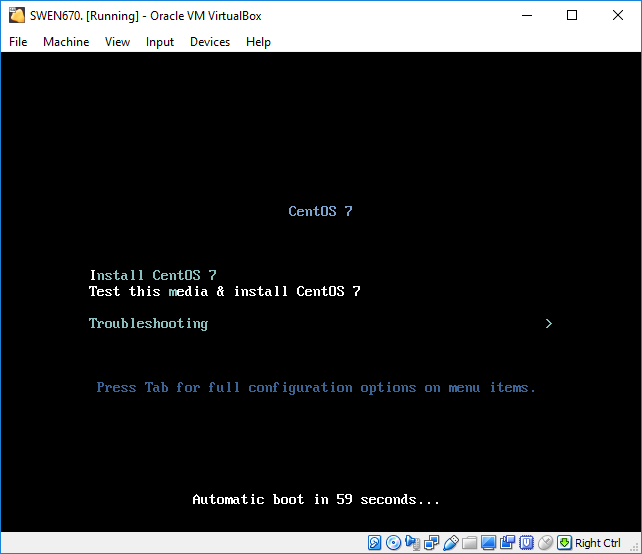 SWEN670. [Running] - Oracle VM VirtualBox
File Machine View Input Devices Help
CentOS 7
Install CentOS 7
Test this media & install CentOS 7
Troubleshooting >
Press Tab for full configuration options on menu items.
Automatic boot in 59 seconds...
Right Ctrl